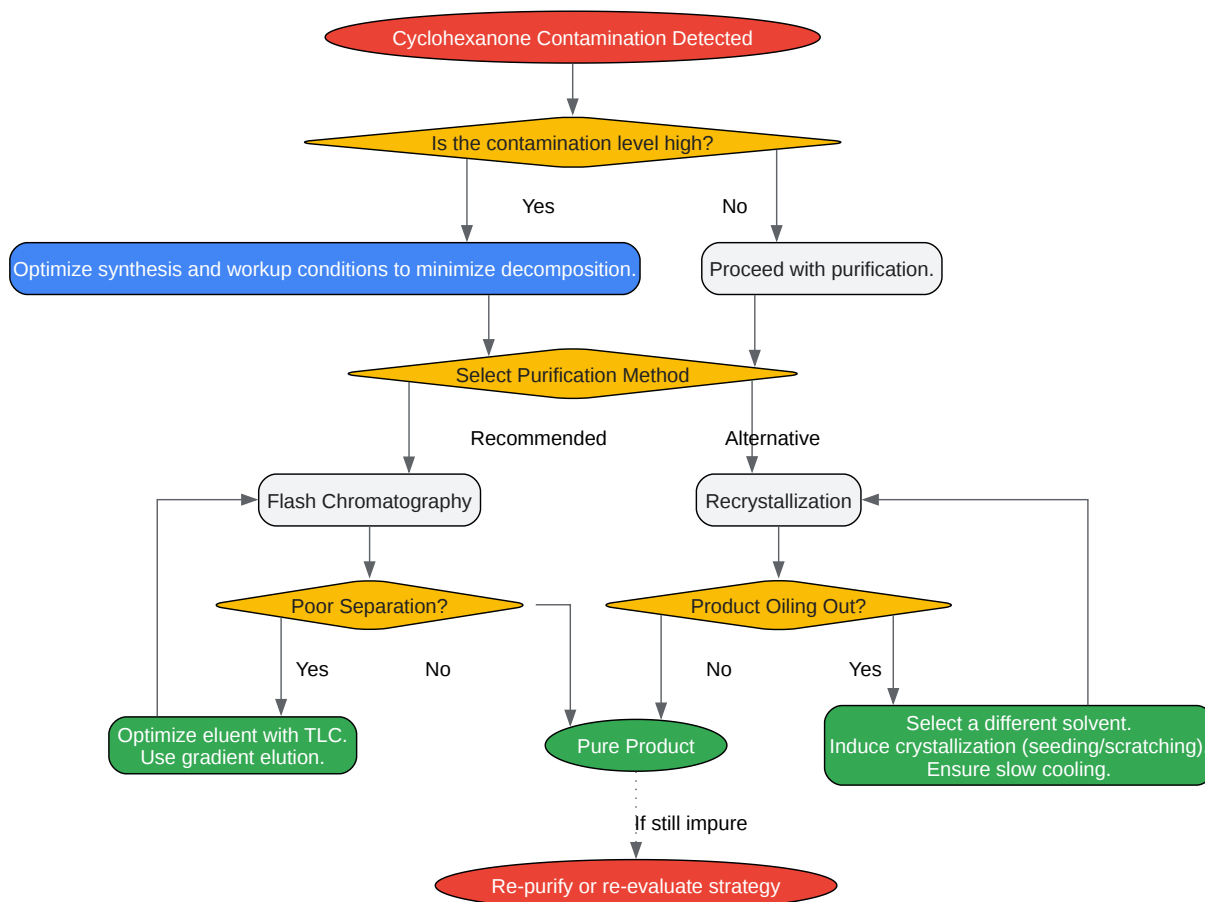 Cyclohexanone Contamination Detected
Is the contamination level high?
Yes
No
Optimize synthesis and workup conditions to minimize decomposition.
Proceed with purification.
Select Purification Method
Recommended
Alternative
Flash Chromatography
Recrystallization
Poor Separation?
Product Oiling Out?
Yes
No
No
Yes
Optimize eluent with TLC.
Use gradient elution.
Pure Product
Select a different solvent.
Induce crystallization (seeding/scratching)
Ensure slow cooling.
If still impure
Re-purify or re-evaluate strategy